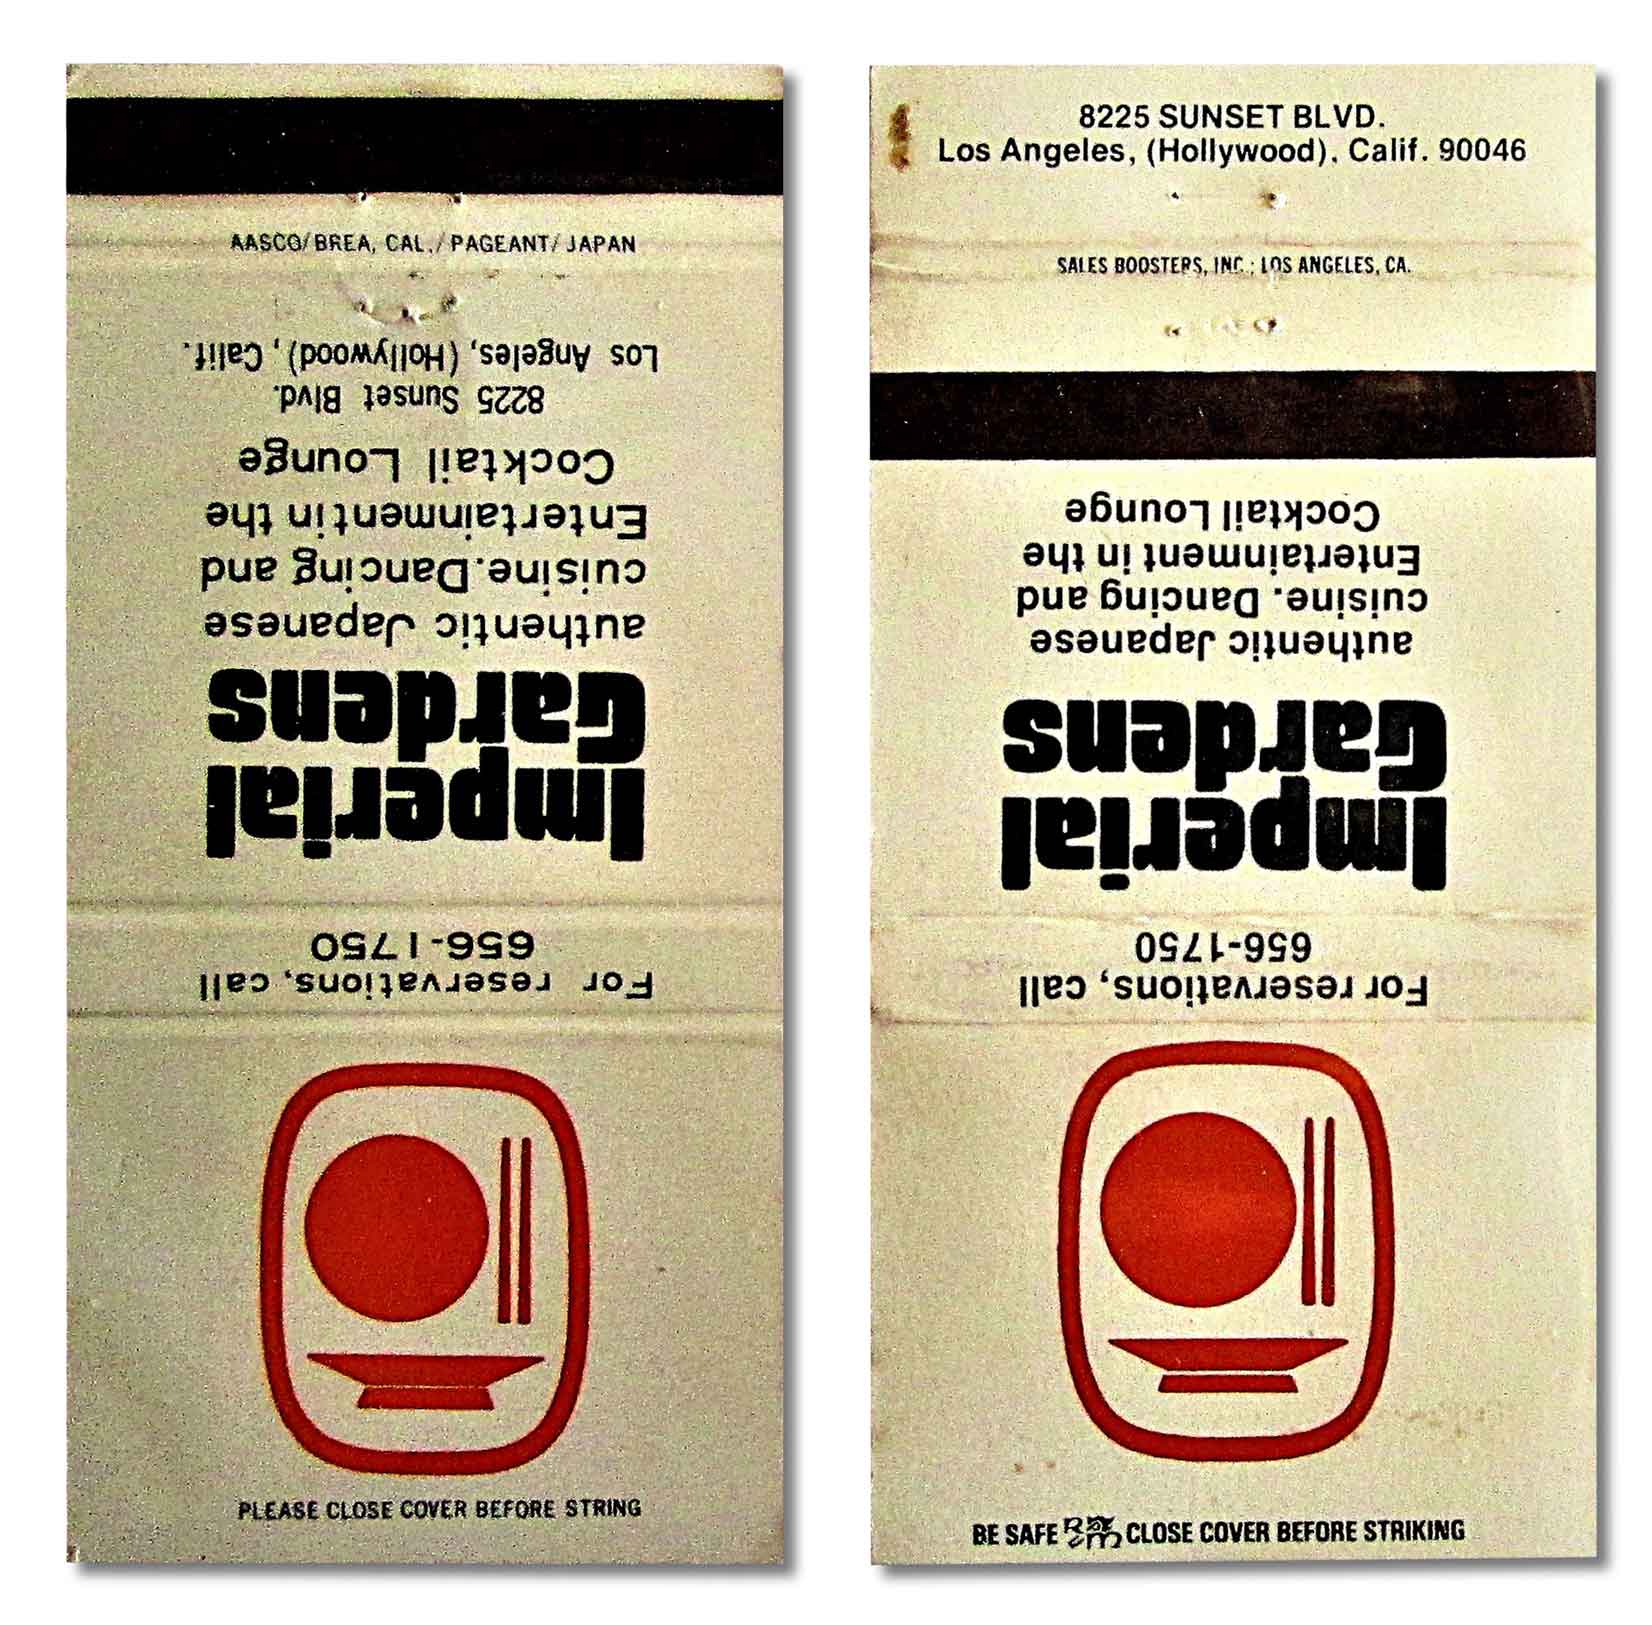 AASCO/BREA, CAL./ PAGEANT/ JAPAN
For reservations, call
656-1750
Imperial
Gardens
authentic Japanese
cuisine. Dancing and
Entertainment in the
Cocktail Lounge
8225 Sunset Blvd.
Los Angeles, (Hollywood), Calif.
PLEASE CLOSE COVER BEFORE STRING
8225 SUNSET BLVD.
Los Angeles, (Hollywood), Calif. 90046
SALES BOOSTERS, INC.; LOS ANGELES, CA.
For reservations, call
656-1750
Imperial
Gardens
authentic Japanese
cuisine. Dancing and
Entertainment in the
Cocktail Lounge
BE SAFE CLOSE COVER BEFORE STRIKING